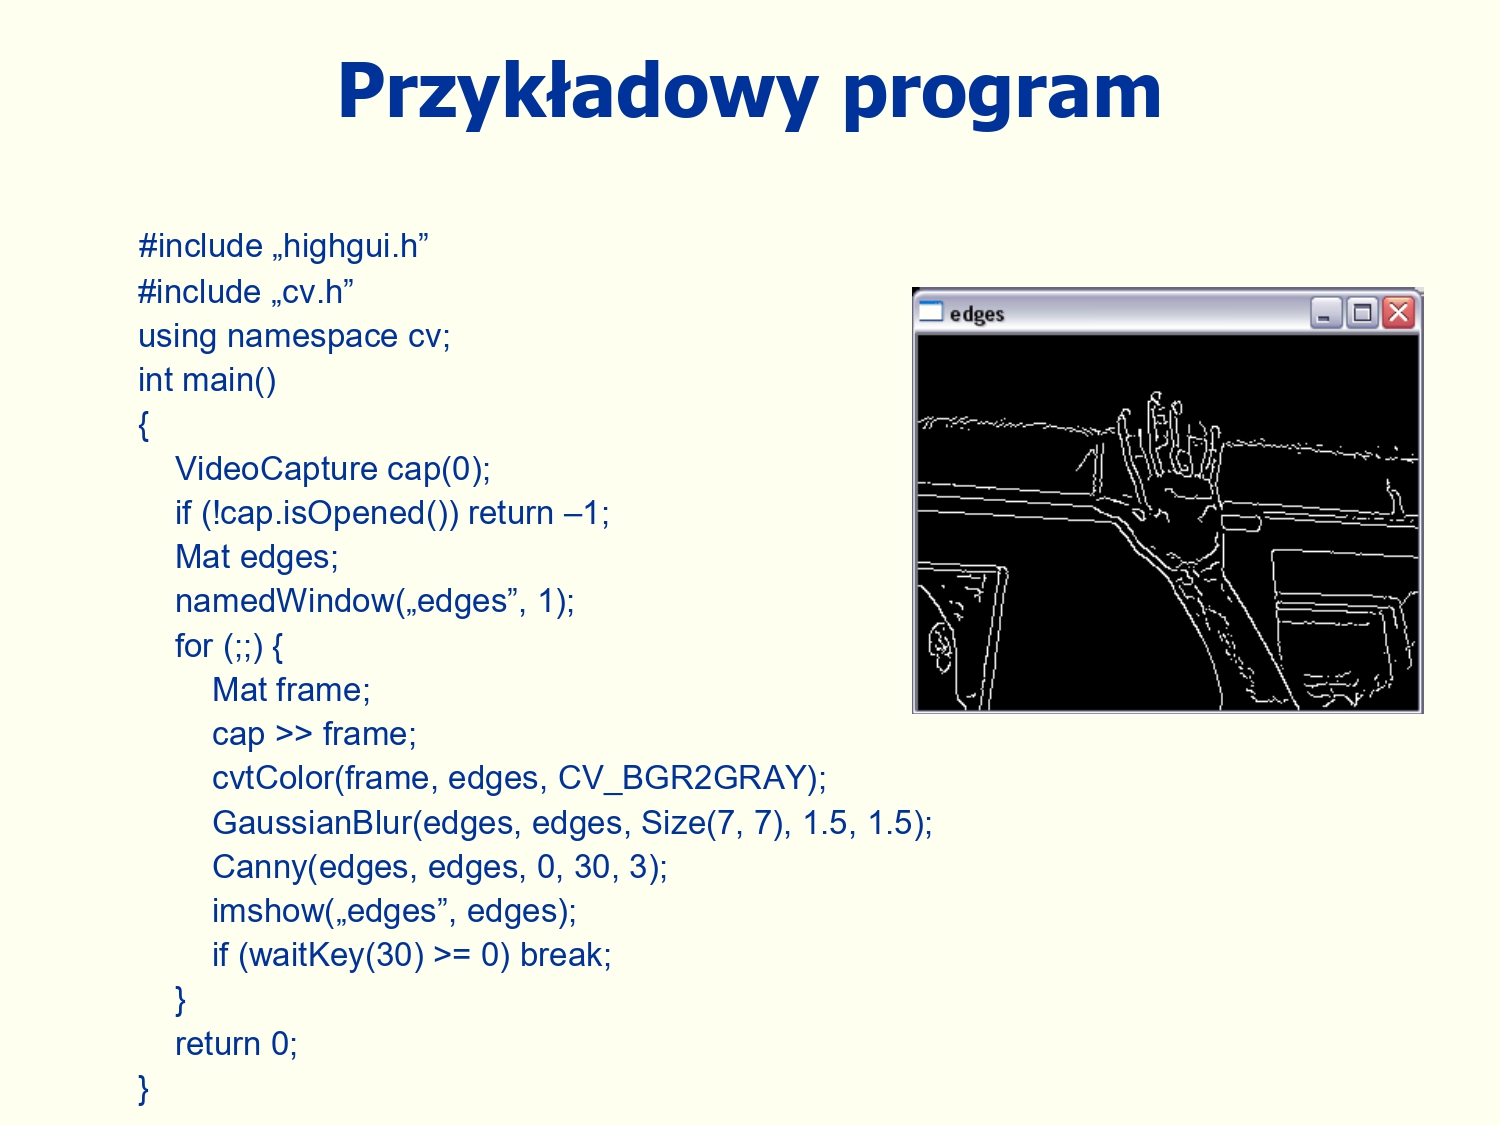 Przykładowy program
#include „highgui.h”
#include „cv.h”
using namespace cv;
int main()
{
VideoCapture cap(0);
if (!cap.isOpened()) return –1;
Mat edges;
namedWindow(„edges”, 1);
for (;;) {
Mat frame;
cap >> frame;
cvtColor(frame, edges, CV_BGR2GRAY);
GaussianBlur(edges, edges, Size(7, 7), 1.5, 1.5);
Canny(edges, edges, 0, 30, 3);
imshow(„edges”, edges);
if (waitKey(30) >= 0) break;
}
return 0;
}
edges